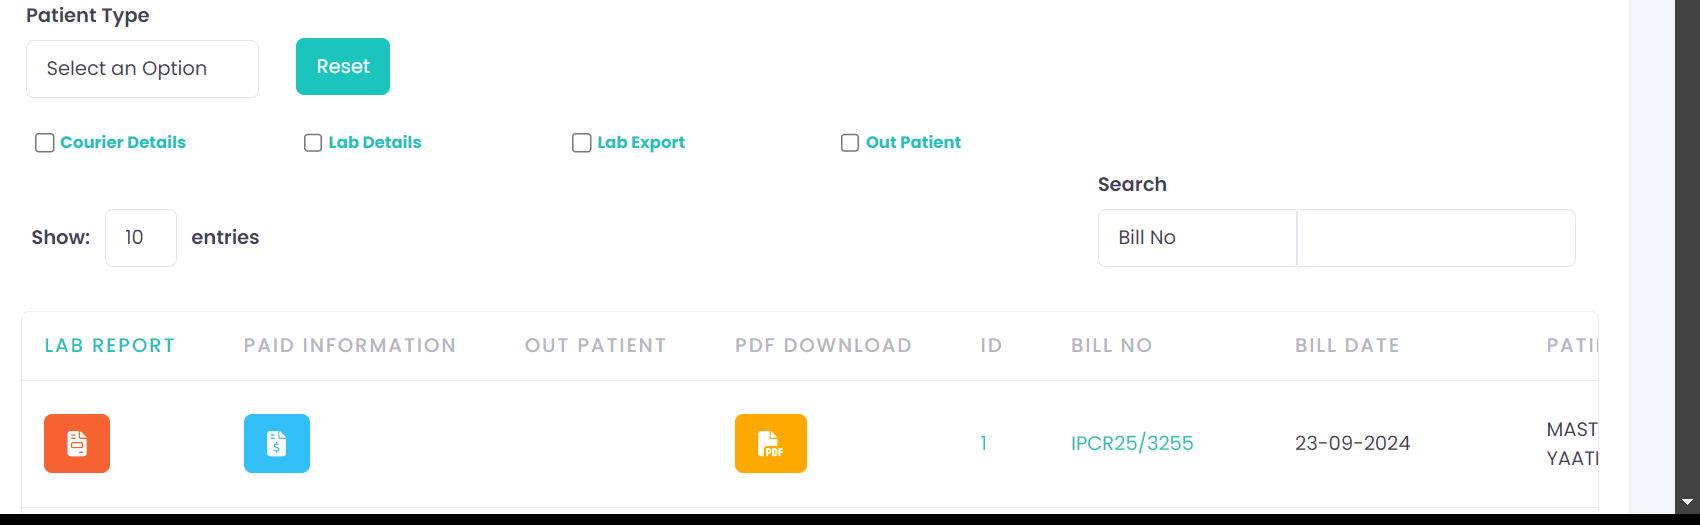 Patient Type
Select an Option
Reset
Courier Details
Lab Details
Lab Export
Out Patient
Search
Show: 10 entries
Bill No
LAB REPORT PAID INFORMATION OUT PATIENT PDF DOWNLOAD ID BILL NO BILL DATE
PDF 1 IPCR25/3255 23-09-2024 MAST